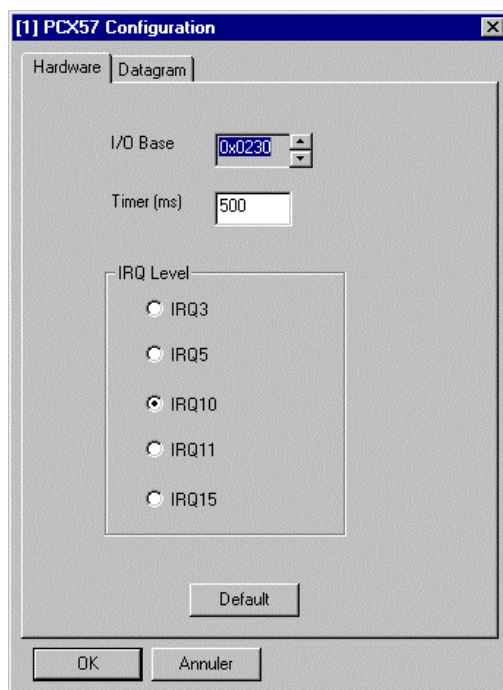 [1] PCX57 Configuration
Hardware
Datagram
I/O Base
0x0230
Timer (ms)
500
IRQ Level
IRQ3
IRQ5
IRQ10
IRQ11
IRQ15
Default
OK
Annuler